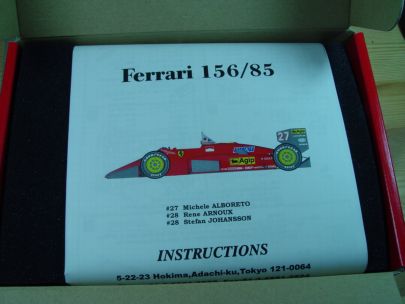 Ferrari 156/85
27
Agip
Agip
#27 Michele ALBORETO
#28 Rene ARNOUX
#28 Stefan JOHANSSON
INSTRUCTIONS
5-22-23 Hokima,Adachi-ku,Tokyo 121-0064